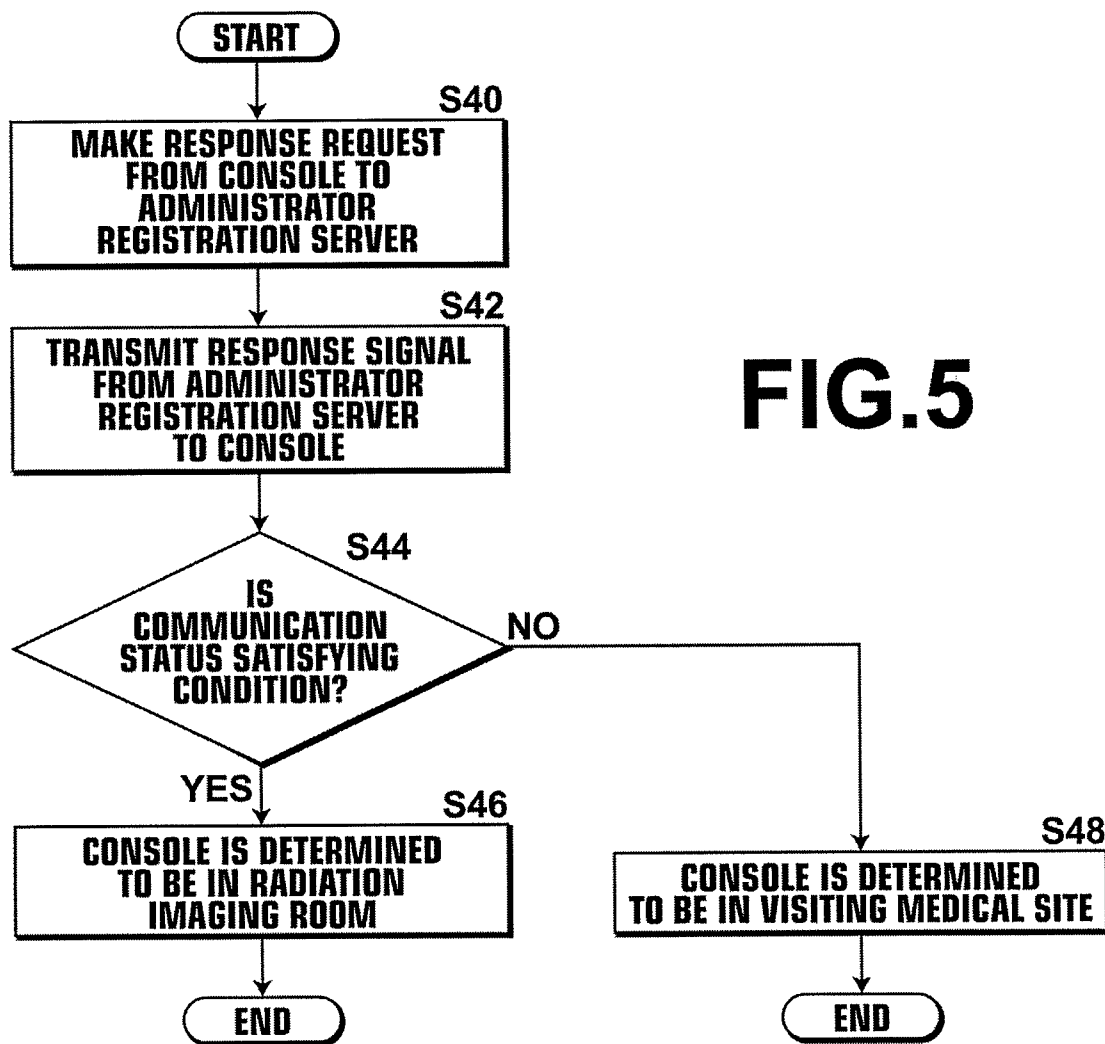 START
S40
MAKE RESPONSE REQUEST
FROM CONSOLE TO
ADMINISTRATOR
REGISTRATION SERVER
S42
TRANSMIT RESPONSE SIGNAL
FROM ADMINISTRATOR
REGISTRATION SERVER
TO CONSOLE
FIG.5
S44
IS
COMMUNICATION
STATUS SATISFYING
CONDITION?
NO
YES
S46
CONSOLE IS DETERMINED
TO BE IN RADIATION
IMAGING ROOM
S48
CONSOLE IS DETERMINED
TO BE IN VISITING MEDICAL SITE
END
END